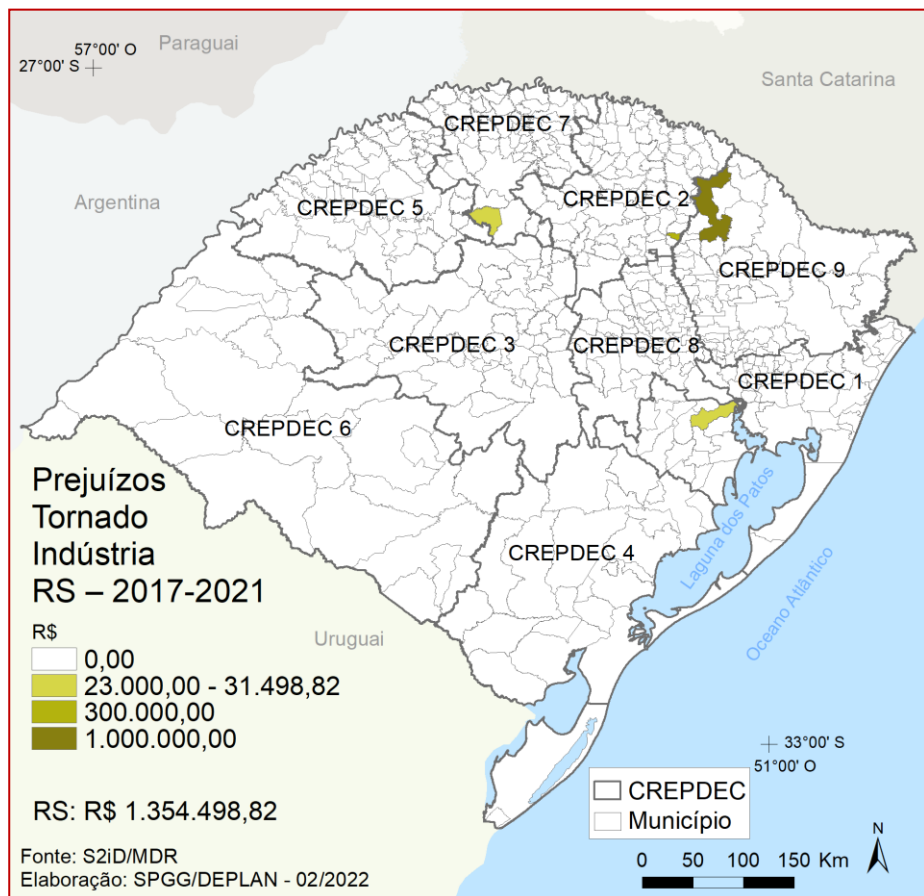 Paraguai
57°00' O
27°00' S
Santa Catarina
CREPDEC 7
Argentina
CREPDEC 5
CREPDEC 2
CREPDEC 9
CREPDEC 3
CREPDEC 8
CREPDEC 1
CREPDEC 6
CREPDEC 4
Laguna dos Patos
Oceano Atlântico
Uruguai
Prejuízos
Tornado
Indústria
RS – 2017-2021
R$
0,00
23.000,00 - 31.498,82
300.000,00
1.000.000,00
RS: R$ 1.354.498,82
Fonte: S2iD/MDR
Elaboração: SPGG/DEPLAN - 02/2022
33°00' S
51°00' O
CREPDEC
Município
N
0 50 100 150 Km